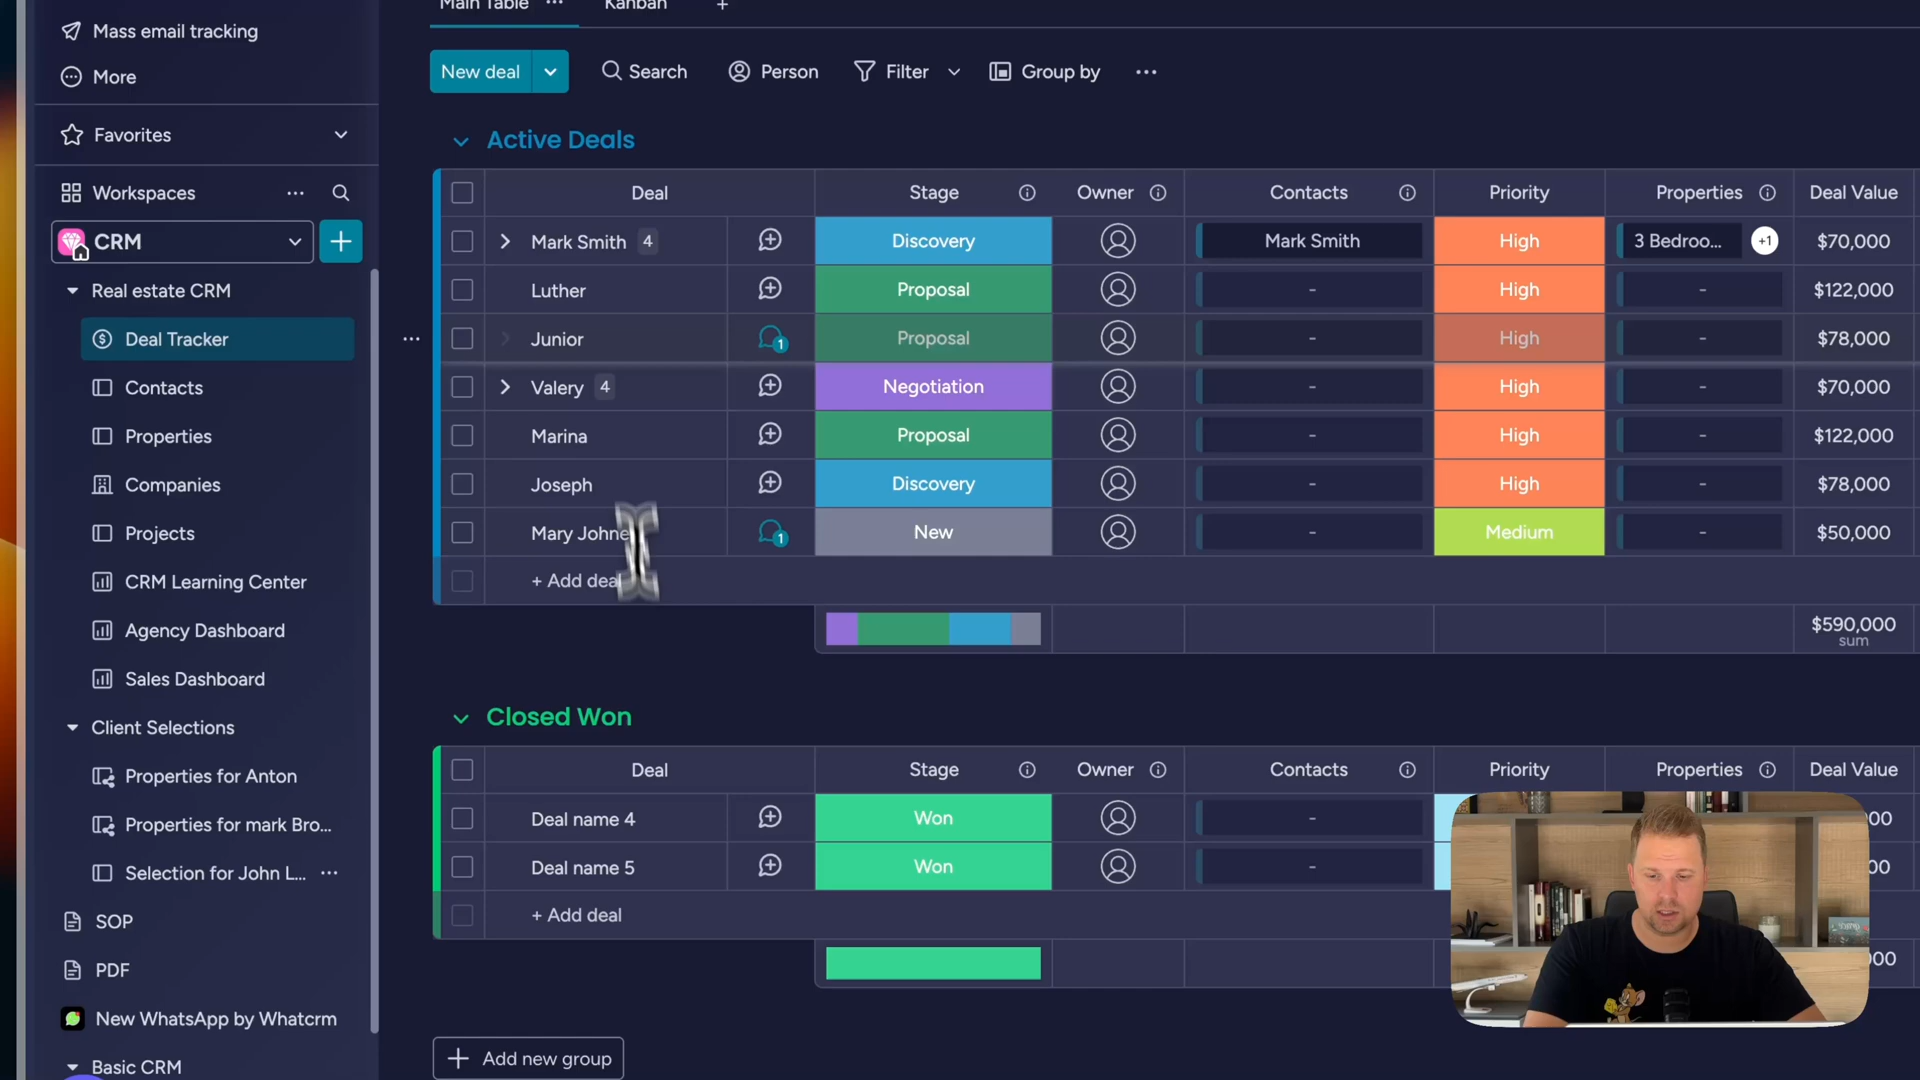 Main Table ... Kanban +
Mass email tracking
More
Favorites
Workspaces
CRM
Real estate CRM
Deal Tracker
Contacts
Properties
Companies
Projects
CRM Learning Center
Agency Dashboard
Sales Dashboard
Client Selections
Properties for Anton
Properties for mark Bro...
Selection for John L... ...
SOP
PDF
New WhatsApp by Whatcrm
Basic CRM
New deal Search Person Filter Group by ...
Active Deals
Deal Stage Owner Contacts Priority Properties Deal Value
Mark Smith 4 Discovery Mark Smith High 3 Bedroo... +1 $70,000
Luther Proposal - High - $122,000
Junior 1 Proposal - High - $78,000
Valery 4 Negotiation - High - $70,000
Marina Proposal - High - $122,000
Joseph Discovery - High - $78,000
Mary 1 New - Medium - $50,000
+ Add deal
$590,000
sum
Closed Won
Deal Stage Owner Contacts Priority Properties Deal Value
Deal name 4 Won -
Deal name 5 Won -
+ Add deal
+ Add new group